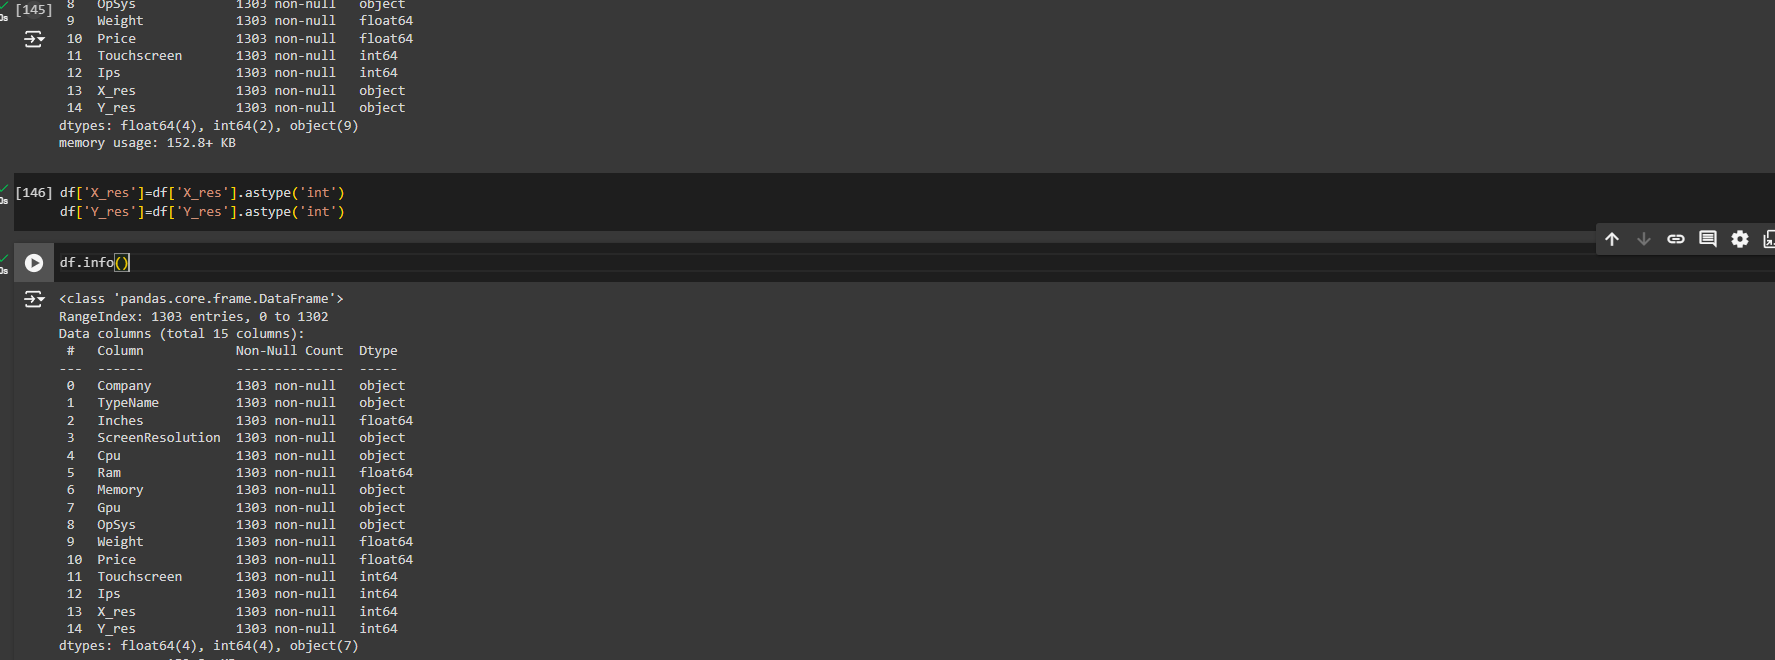 [145]
8 OpSys 1303 non-null object
9 Weight 1303 non-null float64
10 Price 1303 non-null float64
11 Touchscreen 1303 non-null int64
12 Ips 1303 non-null int64
13 X_res 1303 non-null object
14 Y_res 1303 non-null object
dtypes: float64(4), int64(2), object(9)
memory usage: 152.8+ KB
[146] df['X_res']=df['X_res'].astype('int')
df['Y_res']=df['Y_res'].astype('int')
df.info()
<class 'pandas.core.frame.DataFrame'>
RangeIndex: 1303 entries, 0 to 1302
Data columns (total 15 columns):
# Column Non-Null Count Dtype
--- ------ -------------- -----
0 Company 1303 non-null object
1 TypeName 1303 non-null object
2 Inches 1303 non-null float64
3 ScreenResolution 1303 non-null object
4 Cpu 1303 non-null object
5 Ram 1303 non-null float64
6 Memory 1303 non-null object
7 Gpu 1303 non-null object
8 OpSys 1303 non-null object
9 Weight 1303 non-null float64
10 Price 1303 non-null float64
11 Touchscreen 1303 non-null int64
12 Ips 1303 non-null int64
13 X_res 1303 non-null int64
14 Y_res 1303 non-null int64
dtypes: float64(4), int64(4), object(7)